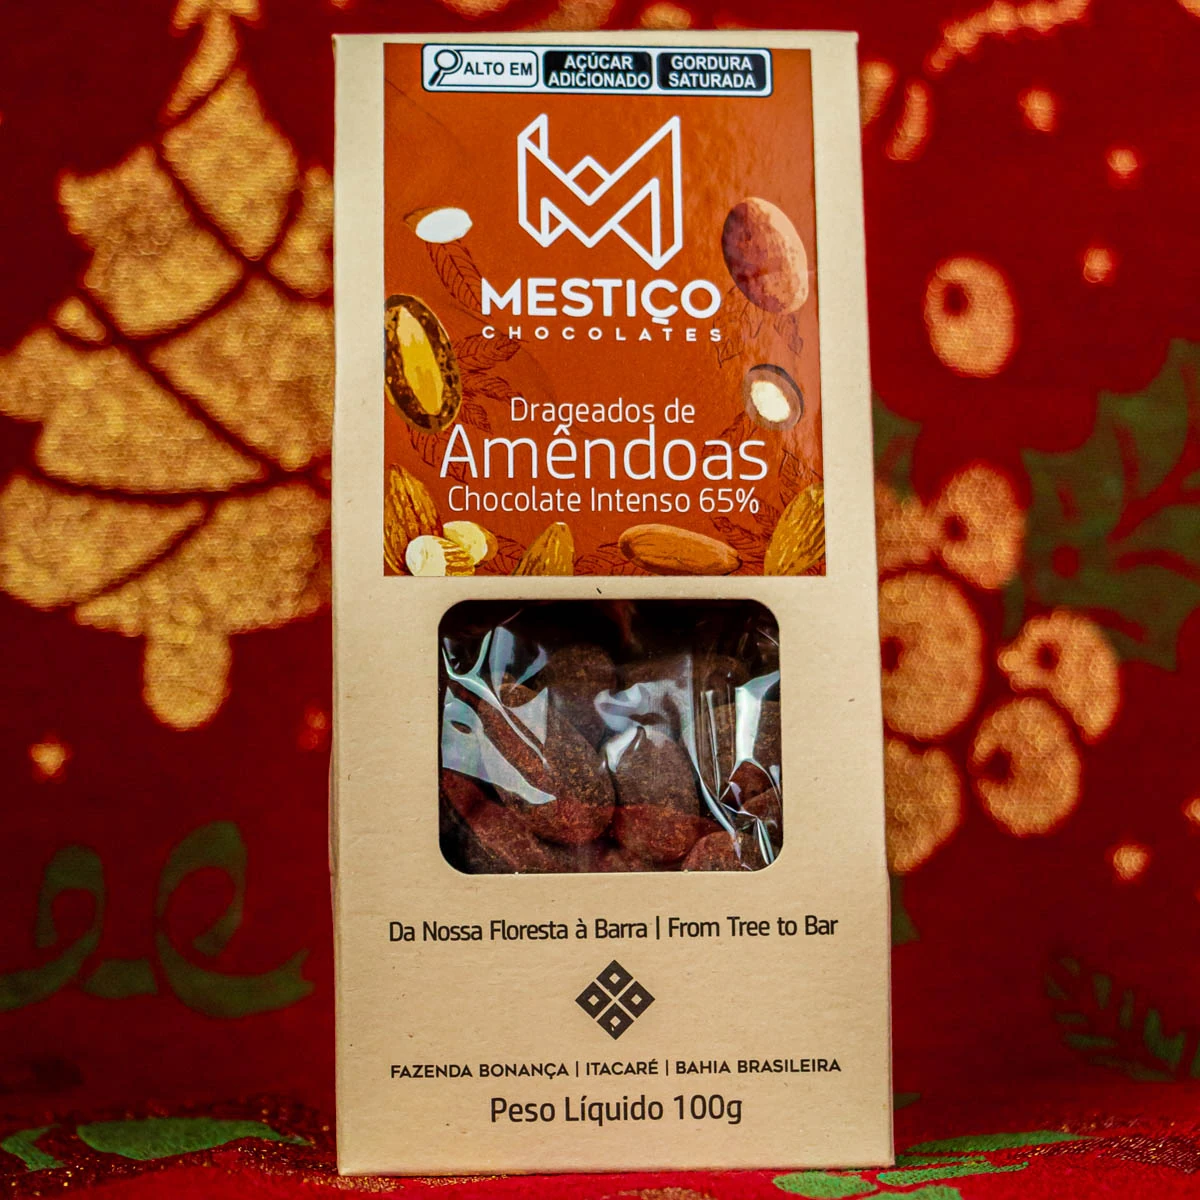 ALTO EM
AÇÚCAR ADICIONADO
GORDURA SATURADA
MESTIÇO
CHOCOLATES
Drageados de
Amêndoas
Chocolate Intenso 65%
Da Nossa Floresta à Barra | From Tree to Bar
FAZENDA BONANÇA | ITACARÉ | BAHIA BRASILEIRA
Peso Líquido 100g